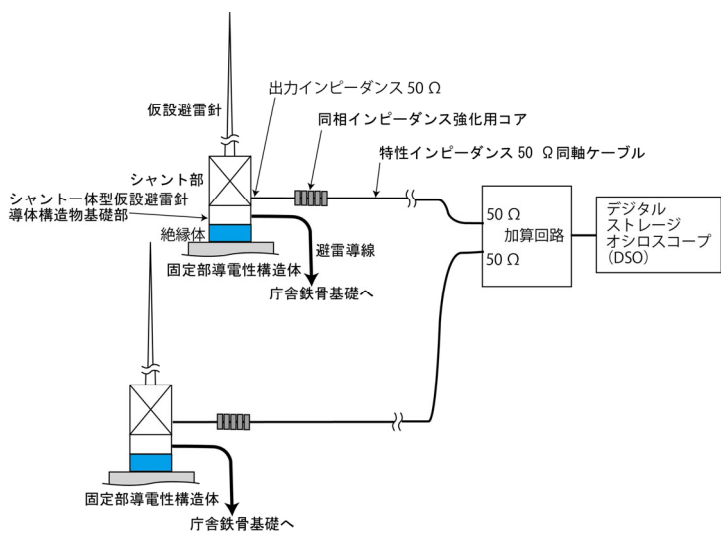 出力インピーダンス 50 Ω
仮設避雷針
同相インピーダンス強化用コア
特性インピーダンス 50 Ω同軸ケーブル
シャント部
シャント一体型仮設避雷針
導体構造物基礎部
絶縁体
避雷導線
固定部導電性構造体
庁舎鉄骨基礎へ
50 Ω
加算回路
50 Ω
デジタル
ストレージ
オシロスコープ
(DSO)
固定部導電性構造体
庁舎鉄骨基礎へ